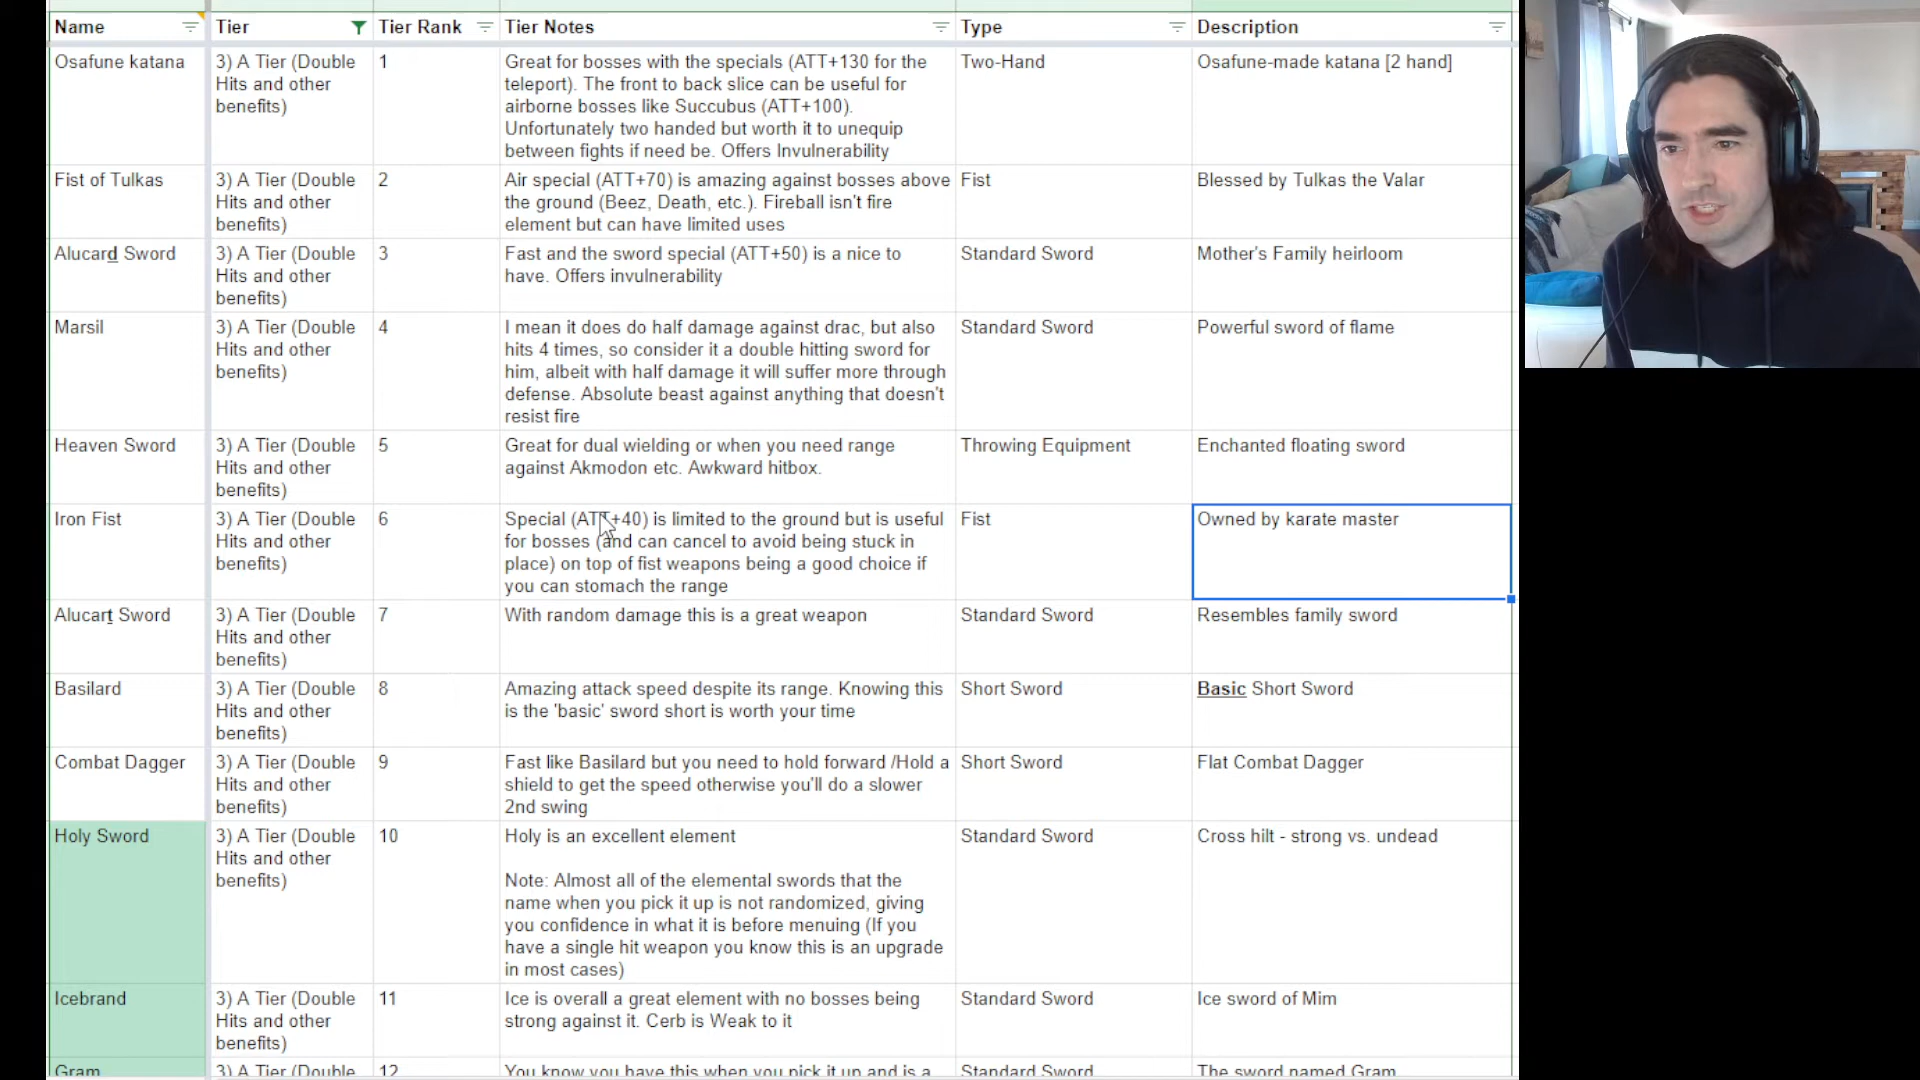 Name Tier Tier Rank Tier Notes Type Description
Osafune katana 3) A Tier (Double 1 Great for bosses with the specials (ATT+130 for the Two-Hand Osafune-made katana [2 hand]
Hits and other teleport). The front to back slice can be useful for
benefits) airborne bosses like Succubus (ATT+100).
Unfortunately two handed but worth it to unequip
between fights if need be. Offers Invulnerability
Fist of Tulkas 3) A Tier (Double 2 Air special (ATT+70) is amazing against bosses above Fist Blessed by Tulkas the Valar
Hits and other the ground (Beez, Death, etc.). Fireball isn't fire
benefits) element but can have limited uses
Alucard Sword 3) A Tier (Double 3 Fast and the sword special (ATT+50) is a nice to Standard Sword Mother's Family heirloom
Hits and other have. Offers invulnerability
benefits)
Marsil 3) A Tier (Double 4 I mean it does do half damage against drac, but also Standard Sword Powerful sword of flame
Hits and other hits 4 times, so consider it a double hitting sword for
benefits) him, albeit with half damage it will suffer more through
defense. Absolute beast against anything that doesn't
resist fire
Heaven Sword 3) A Tier (Double 5 Great for dual wielding or when you need range Throwing Equipment Enchanted floating sword
Hits and other against Akmodon etc. Awkward hitbox.
benefits)
Iron Fist 3) A Tier (Double 6 Special (ATT+40) is limited to the ground but is useful Fist Owned by karate master
Hits and other for bosses (and can cancel to avoid being stuck in
benefits) place) on top of fist weapons being a good choice if
you can stomach the range
Alucart Sword 3) A Tier (Double 7 With random damage this is a great weapon Standard Sword Resembles family sword
Hits and other
benefits)
Basilard 3) A Tier (Double 8 Amazing attack speed despite its range. Knowing this Short Sword Basic Short Sword
Hits and other is the 'basic' sword short is worth your time
benefits)
Combat Dagger 3) A Tier (Double 9 Fast like Basilard but you need to hold forward /Hold a Short Sword Flat Combat Dagger
Hits and other shield to get the speed otherwise you'll do a slower
benefits) 2nd swing
Holy Sword 3) A Tier (Double 10 Holy is an excellent element Standard Sword Cross hilt - strong vs. undead
Hits and other
benefits) Note: Almost all of the elemental swords that the
name when you pick it up is not randomized, giving
you confidence in what it is before menuing (If you
have a single hit weapon you know this is an upgrade
in most cases)
Icebrand 3) A Tier (Double 11 Ice is overall a great element with no bosses being Standard Sword Ice sword of Mim
Hits and other strong against it. Cerb is Weak to it
benefits)
Gram 3) A Tier (Double 12 You know you have this when you pick it up and is a Standard Sword The sword named Gram